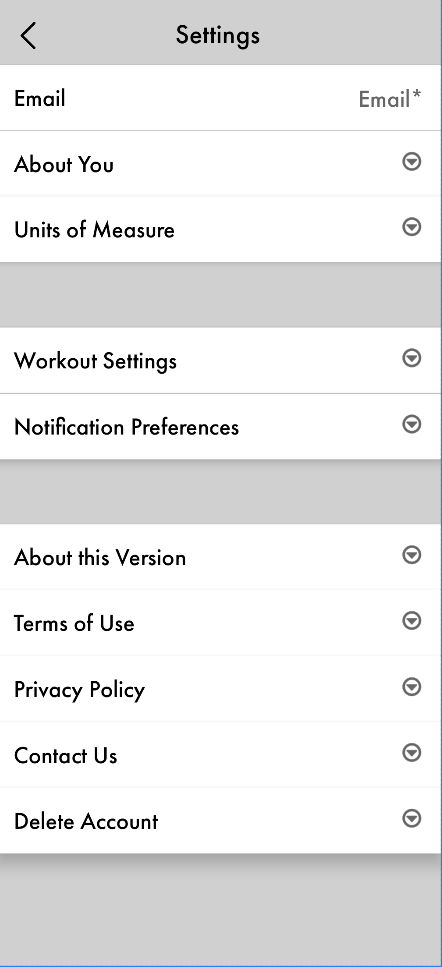 Settings
Email Email*
About You
Units of Measure
Workout Settings
Notification Preferences
About this Version
Terms of Use
Privacy Policy
Contact Us
Delete Account